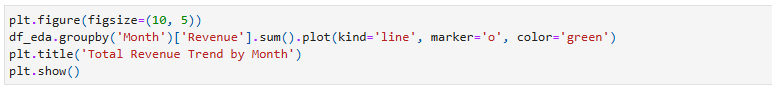 plt.figure(figsize=(10, 5))
df_eda.groupby('Month')['Revenue'].sum().plot(kind='line', marker='o', color='green')
plt.title('Total Revenue Trend by Month')
plt.show()